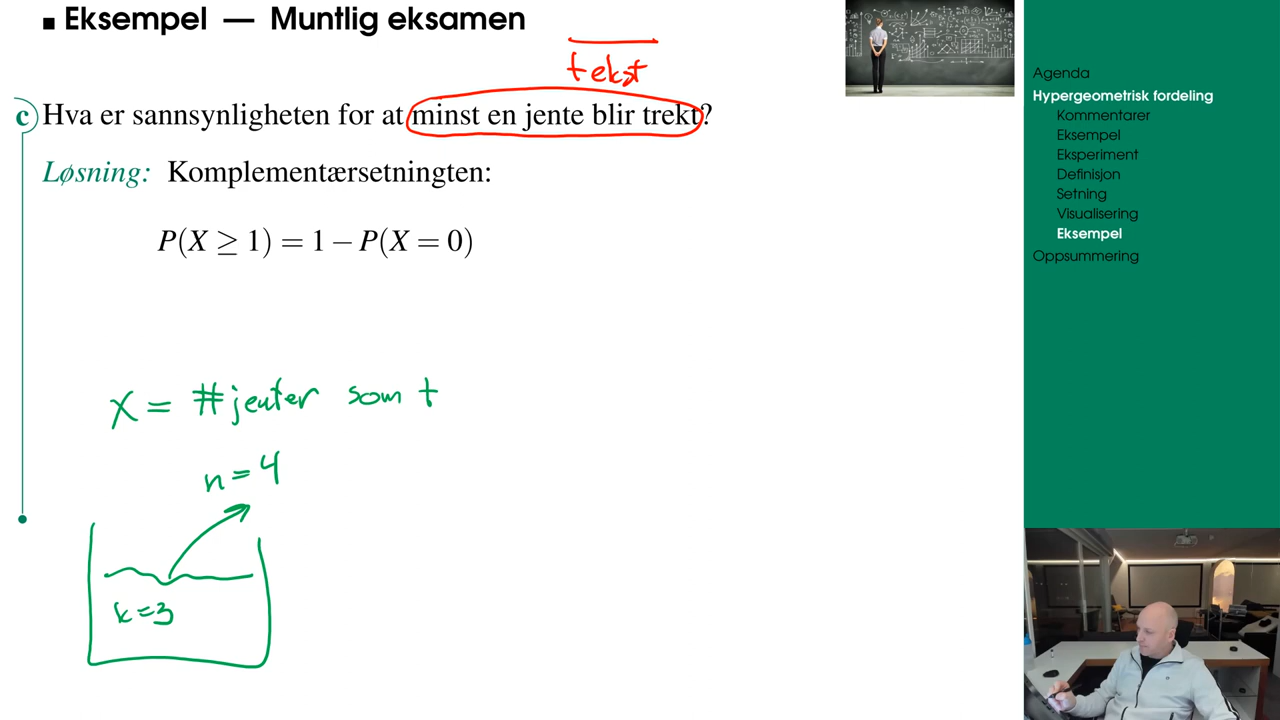 ■ Eksempel — Muntlig eksamen
tekst
c Hva er sannsynligheten for at minst en jente blir trekt?
Løsning: Komplementærsetningten:
P(X ≥ 1) = 1 − P(X = 0)
X = #jenter som t
n = 4
k = 3
Agenda
Hypergeometrisk fordeling
Kommentarer
Eksempel
Eksperiment
Definisjon
Setning
Visualisering
Eksempel
Oppsummering